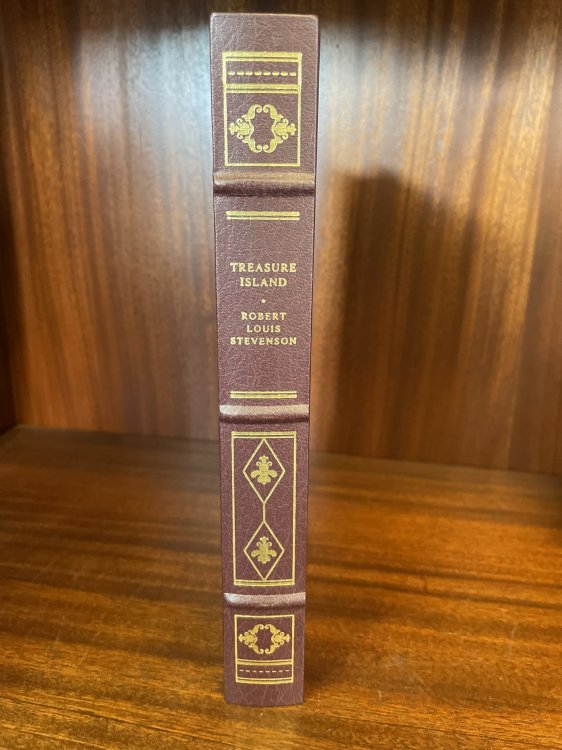 TREASURE
ISLAND
•
ROBERT
LOUIS
STEVENSON